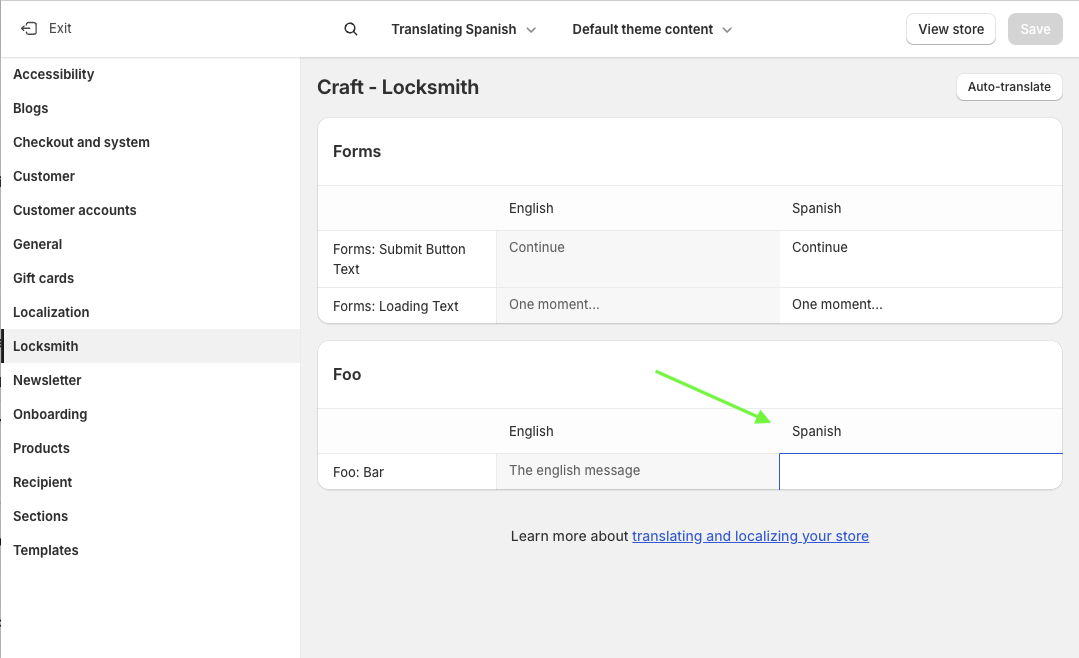 Exit
Translating Spanish
Default theme content
View store
Save
Accessibility
Blogs
Checkout and system
Customer
Customer accounts
General
Gift cards
Localization
Locksmith
Newsletter
Onboarding
Products
Recipient
Sections
Templates
Craft - Locksmith
Auto-translate
Forms
English Spanish
Forms: Submit Button Continue Continue
Text
Forms: Loading Text One moment... One moment...
Foo
English Spanish
Foo: Bar The english message
Learn more about translating and localizing your store